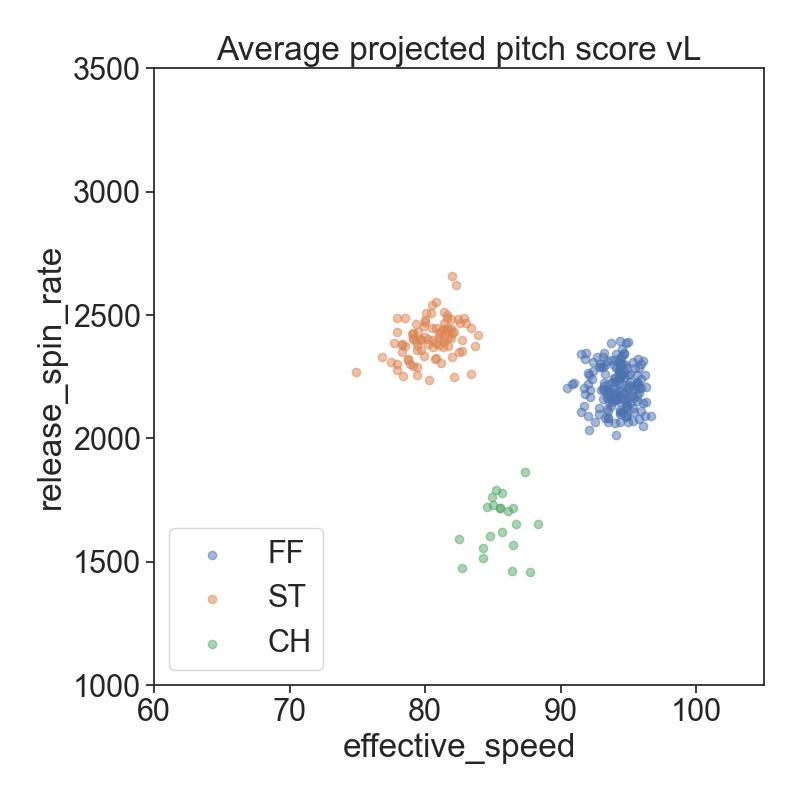 Average projected pitch score vL
3500
3000
2500
2000
1500
1000
release_spin_rate
FF
ST
CH
60 70 80 90 100
effective_speed